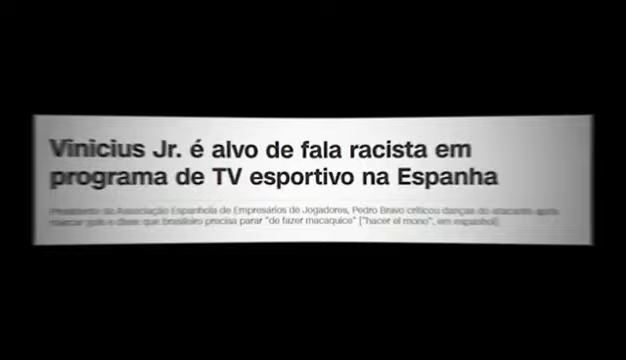 Vinicius Jr. é alvo de fala racista em
programa de TV esportivo na Espanha
Presidente da Associação Espanhola de Empresários de Jogadores, Pedro Bravo criticou danças do atacante após
marcar gols e disse que brasileiro precisa parar "de fazer macaquice" ["hacer el mono", em espanhol]